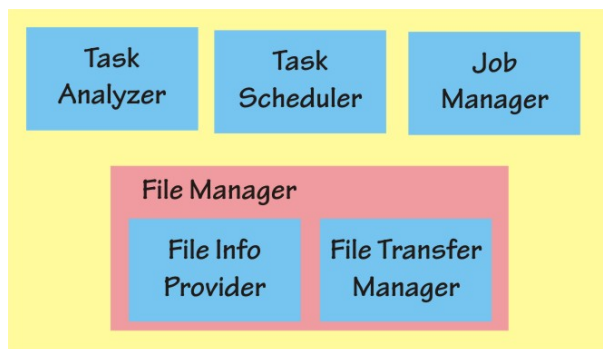 Task
Analyzer
Task
Scheduler
Job
Manager
File Manager
File Info
Provider
File Transfer
Manager